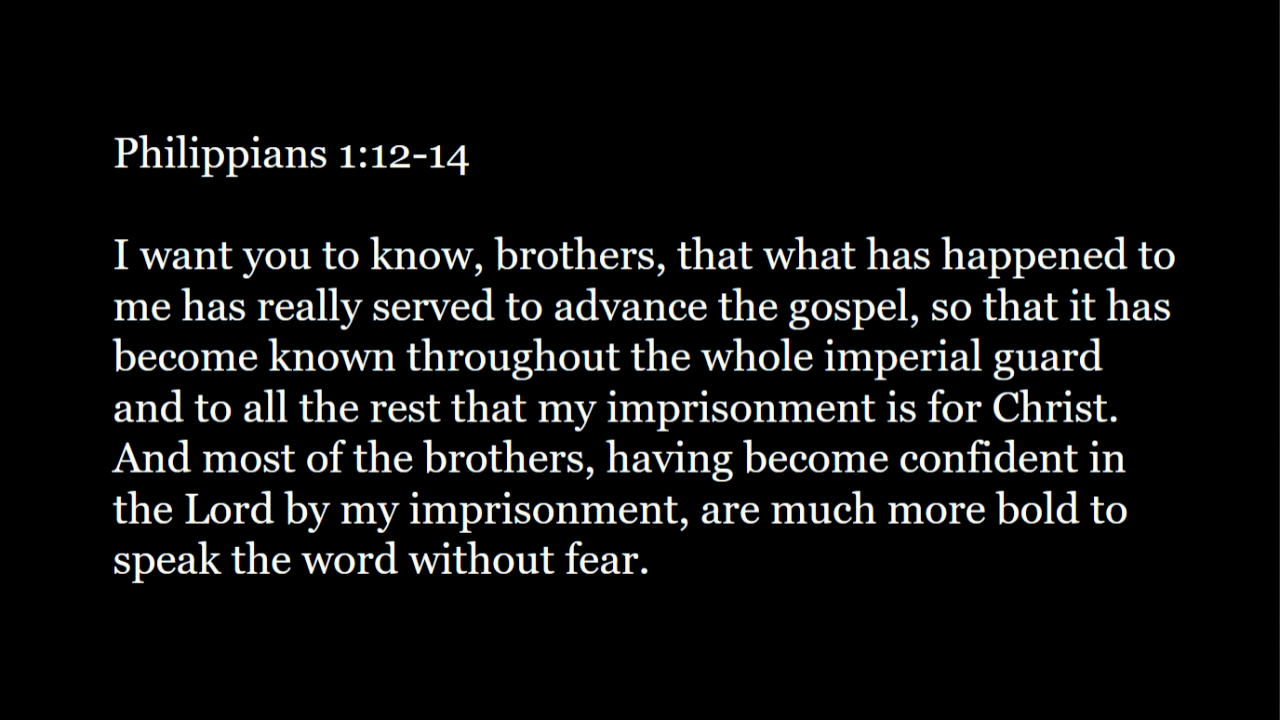 Philippians 1:12-14
I want you to know, brothers, that what has happened to
me has really served to advance the gospel, so that it has
become known throughout the whole imperial guard
and to all the rest that my imprisonment is for Christ.
And most of the brothers, having become confident in
the Lord by my imprisonment, are much more bold to
speak the word without fear.